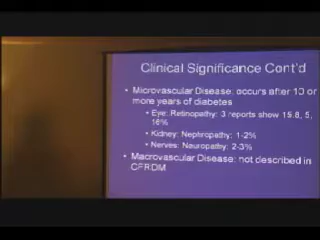 Clinical Significance Cont'd
• Microvascular Disease: occurs after 10 or
more years of diabetes
• Eye: Retinopathy: 3 reports show 15.8, 5,
16%
• Kidney: Nephropathy: 1-2%
• Nerves: Neuropathy: 2-3%
• Macrovascular Disease: not described in
CFRDM